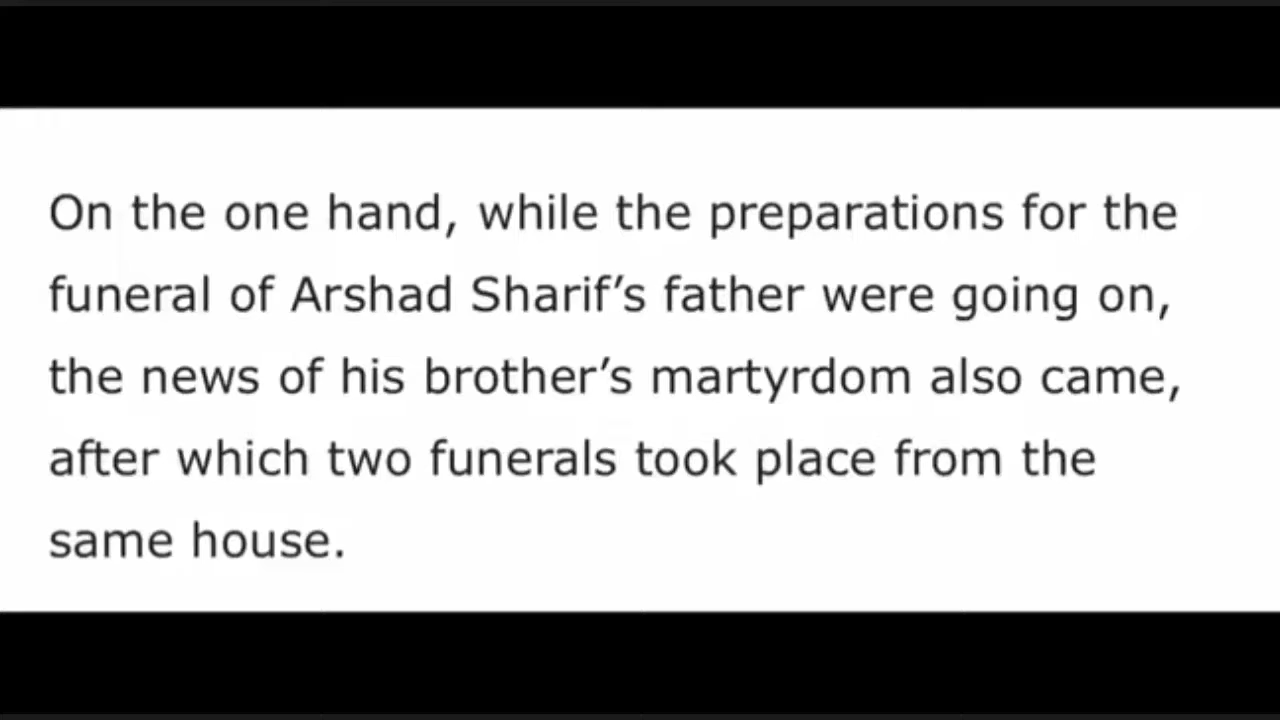 On the one hand, while the preparations for the
funeral of Arshad Sharif’s father were going on,
the news of his brother’s martyrdom also came,
after which two funerals took place from the
same house.